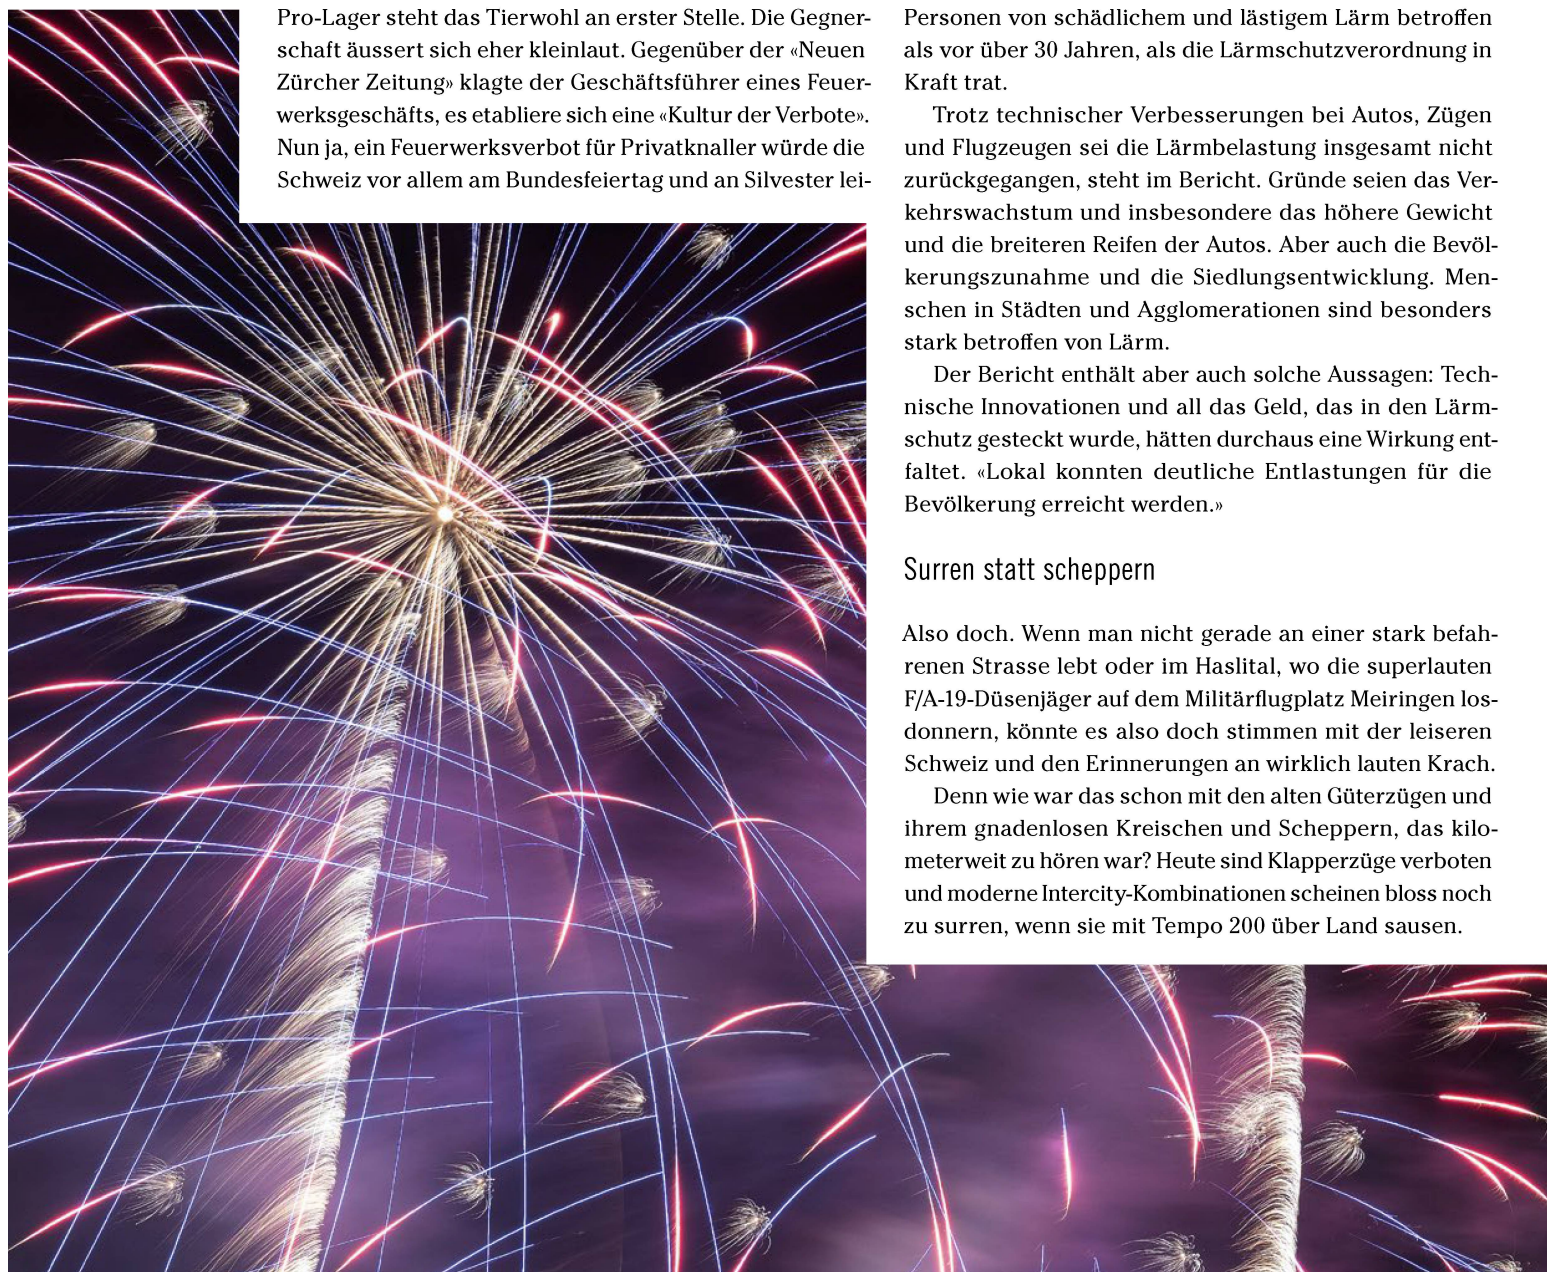 Pro-Lager steht das Tierwohl an erster Stelle. Die Gegner-
schaft äussert sich eher kleinlaut. Gegenüber der «Neuen
Zürcher Zeitung» klagte der Geschäftsführer eines Feuer-
werksgeschäfts, es etabliere sich eine «Kultur der Verbote».
Nun ja, ein Feuerwerksverbot für Privatknaller würde die
Schweiz vor allem am Bundesfeiertag und an Silvester lei-
Personen von schädlichem und lästigem Lärm betroffen
als vor über 30 Jahren, als die Lärmschutzverordnung in
Kraft trat.
Trotz technischer Verbesserungen bei Autos, Zügen
und Flugzeugen sei die Lärmbelastung insgesamt nicht
zurückgegangen, steht im Bericht. Gründe seien das Ver-
kehrswachstum und insbesondere das höhere Gewicht
und die breiteren Reifen der Autos. Aber auch die Bevöl-
kerungszunahme und die Siedlungsentwicklung. Men-
schen in Städten und Agglomerationen sind besonders
stark betroffen von Lärm.
Der Bericht enthält aber auch solche Aussagen: Tech-
nische Innovationen und all das Geld, das in den Lärm-
schutz gesteckt wurde, hätten durchaus eine Wirkung ent-
faltet. «Lokal konnten deutliche Entlastungen für die
Bevölkerung erreicht werden.»
Surren statt scheppern
Also doch. Wenn man nicht gerade an einer stark befah-
renen Strasse lebt oder im Haslital, wo die superlauten
F/A-19-Düsenjäger auf dem Militärflugplatz Meiringen los-
donnern, könnte es also doch stimmen mit der leiseren
Schweiz und den Erinnerungen an wirklich lauten Krach.
Denn wie war das schon mit den alten Güterzügen und
ihrem gnadenlosen Kreischen und Scheppern, das kilo-
meterweit zu hören war? Heute sind Klapperzüge verboten
und moderne Intercity-Kombinationen scheinen bloss noch
zu surren, wenn sie mit Tempo 200 über Land sausen.